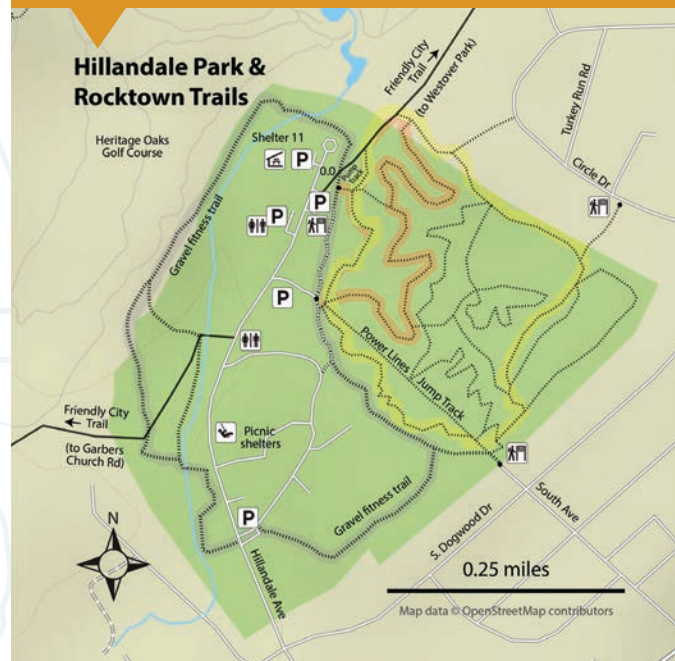 Hillandale Park &
Rocktown Trails
Friendly City
Trail →
(to Westover Park)
Turkey Run Rd
Heritage Oaks
Golf Course
Shelter 11
P
0.0
Pump
Track
Circle Dr
P
P
Gravel fitness trail
P
Power Lines
Jump Track
Friendly City
← Trail
(to Garbers
Church Rd)
Picnic
shelters
P
Gravel fitness trail
South Ave
S. Dogwood Dr
N
Hillandale Ave
0.25 miles
Map data © OpenStreetMap contributors